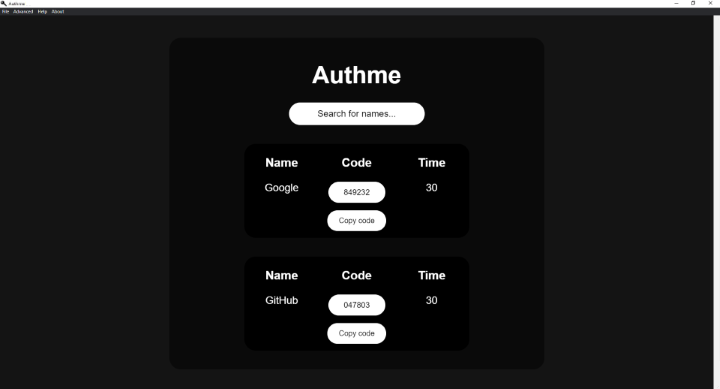 Authme
File Advanced Help About
Authme
Search for names...
Name Code Time
Google 849232 30
Copy code
Name Code Time
GitHub 047803 30
Copy code